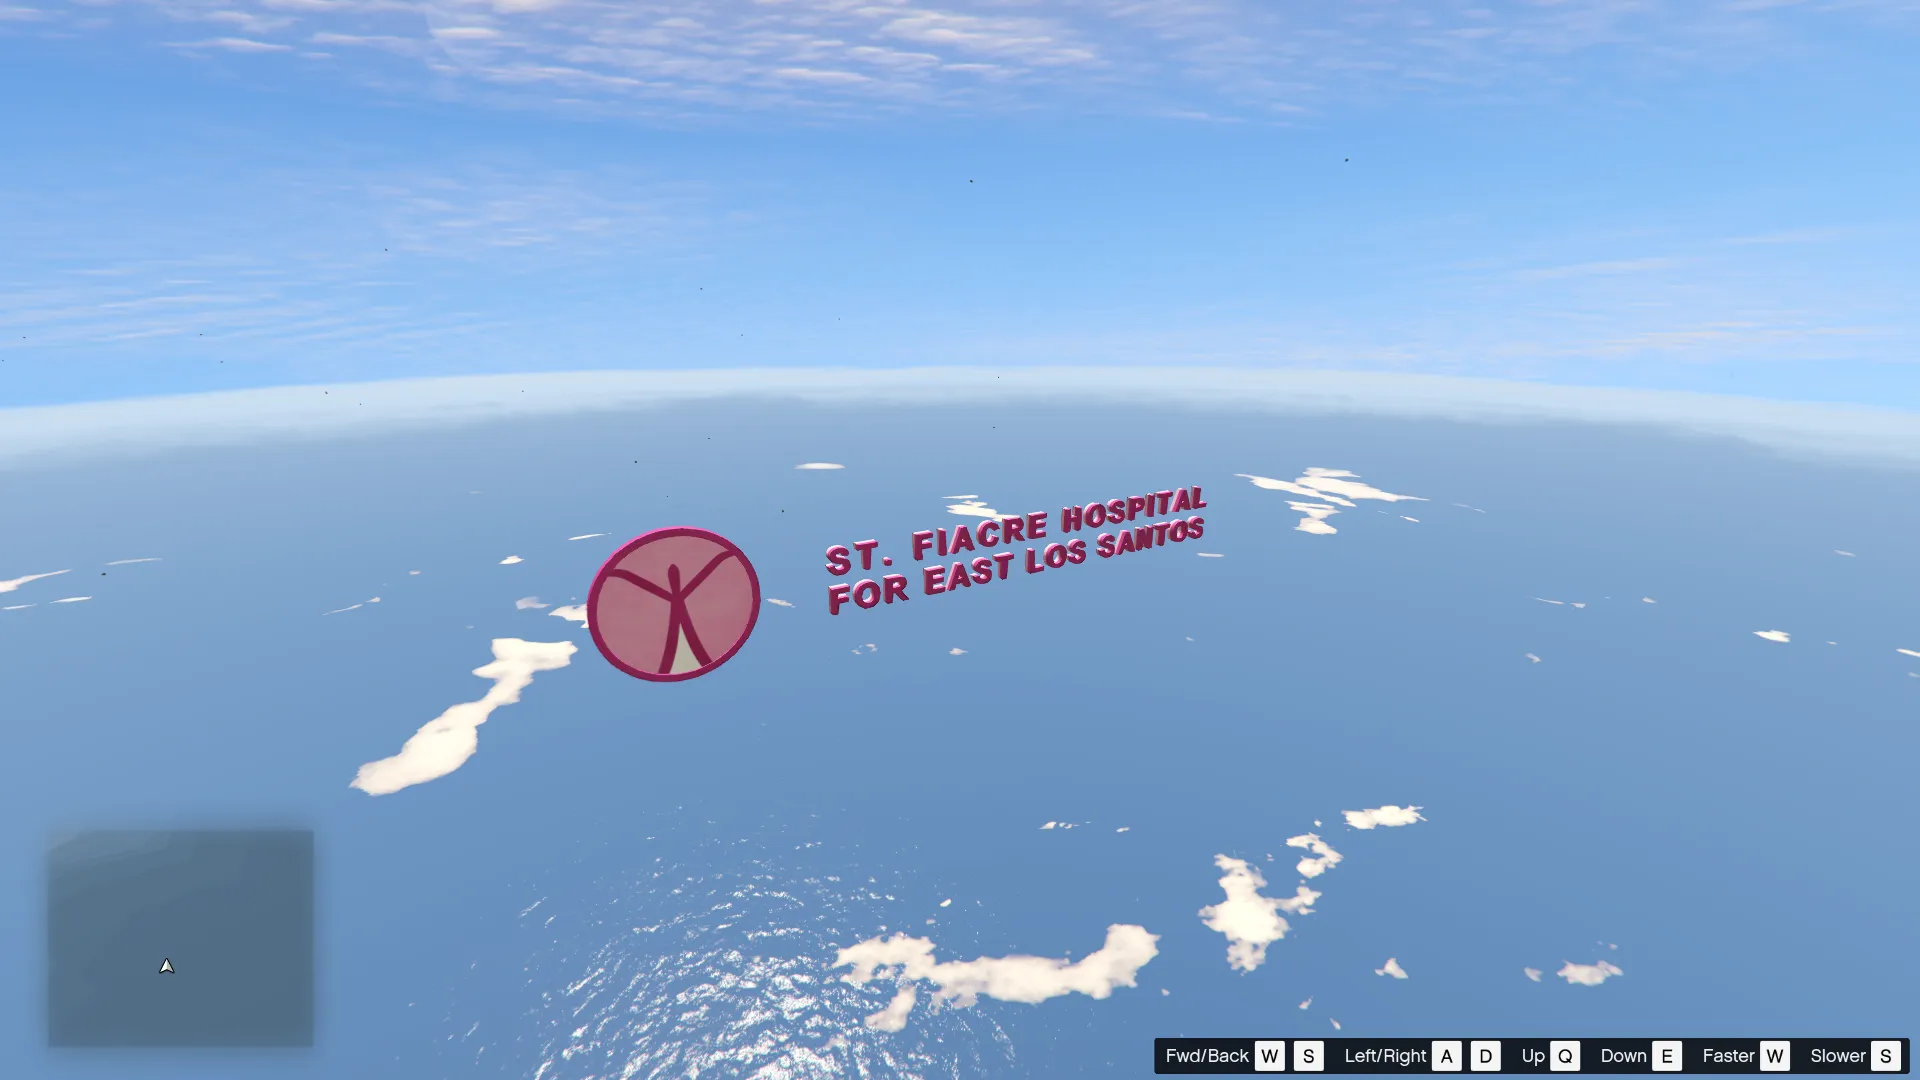 ST. FIACRE HOSPITAL
FOR EAST LOS SANTOS
Fwd/Back W S Left/Right A D Up Q Down E Faster W Slower S